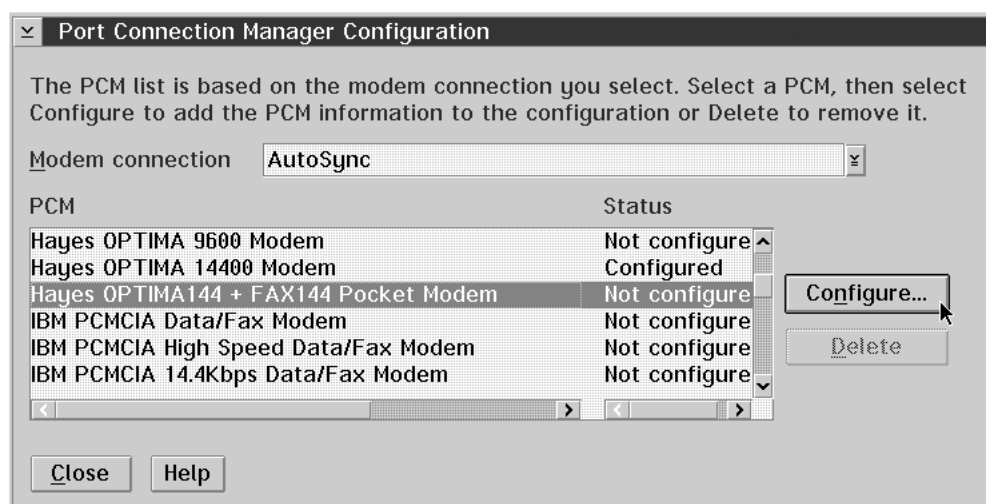 Port Connection Manager Configuration
The PCM list is based on the modem connection you select. Select a PCM, then select
Configure to add the PCM information to the configuration or Delete to remove it.
Modem connection AutoSync
PCM Status
Hayes OPTIMA 9600 Modem Not configure
Hayes OPTIMA 14400 Modem Configured
Hayes OPTIMA144 + FAX144 Pocket Modem Not configure
IBM PCMCIA Data/Fax Modem Not configure
IBM PCMCIA High Speed Data/Fax Modem Not configure
IBM PCMCIA 14.4Kbps Data/Fax Modem Not configure
Configure...
Delete
Close Help